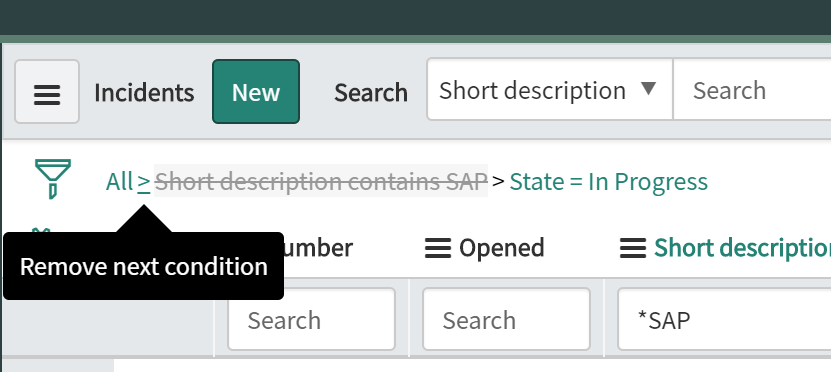 Incidents New Search Short description ▼ Search
All > Short description contains SAP > State = In Progress
Remove next condition
umber Opened Short descriptio
Search Search *SAP